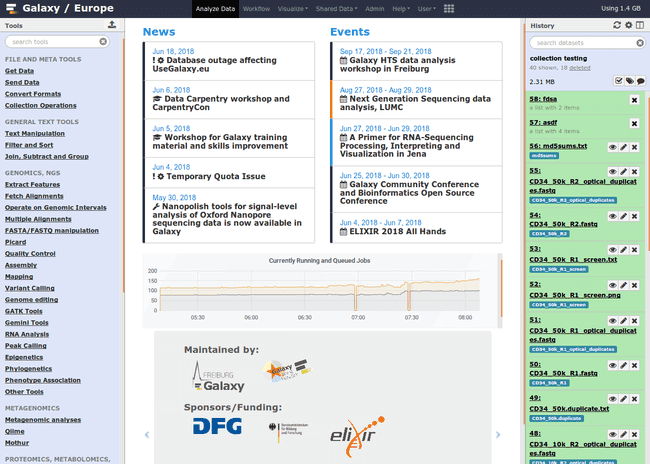 Galaxy / Europe
Analyze Data Workflow Visualize Shared Data Admin Help User
Using 1.4 GB
Tools
search tools
FILE AND META TOOLS
Get Data
Send Data
Convert Formats
Collection Operations
GENERAL TEXT TOOLS
Text Manipulation
Filter and Sort
Join, Subtract and Group
GENOMICS, NGS
Extract Features
Fetch Alignments
Operate on Genomic Intervals
Multiple Alignments
FASTA/FASTQ manipulation
Picard
Quality Control
Assembly
Mapping
Variant Calling
Genome editing
GATK Tools
Gemini Tools
RNA Analysis
Peak Calling
Epigenetics
Phylogenetics
Phenotype Association
Other Tools
METAGENOMICS
Metagenomic analyses
Qiime
Mothur
PROTEOMICS, METABOLOMICS,
News
Jun 18, 2018
! Database outage affecting
UseGalaxy.eu
Jun 6, 2018
Data Carpentry workshop and
CarpentryCon
Jun 5, 2018
Workshop for Galaxy training
material and skills improvement
Jun 4, 2018
! Temporary Quota Issue
May 30, 2018
Nanopolish tools for signal-level
analysis of Oxford Nanopore
sequencing data is now available in
Galaxy
Events
Sep 17, 2018 - Sep 21, 2018
Galaxy HTS data analysis
workshop in Freiburg
Aug 27, 2018 - Aug 29, 2018
Next Generation Sequencing data
analysis, LUMC
Jun 27, 2018 - Jun 29, 2018
A Primer for RNA-Sequencing
Processing, Interpreting and
Visualization in Jena
Jun 25, 2018 - Jun 30, 2018
Galaxy Community Conference
and Bioinformatics Open Source
Conference
Jun 4, 2018 - Jun 7, 2018
ELIXIR 2018 All Hands
Currently Running and Queued Jobs
200
150
100
50
0
05:30 06:00 06:30 07:00 07:30 08:00
Maintained by:
FREIBURG
Galaxy
Sponsors/Funding:
DFG
Bundesministerium
für Bildung
und Forschung
elixir
History
search datasets
collection testing
40 shown, 18 deleted
2.31 MB
58: fdsa
a list with 2 items
57: asdf
a list with 4 items
56: md5sums.txt
md5sums
55:
CD34_50k_R2_optical_duplicat
es.fastq
CD34_50k_R2_optical_duplicates
54:
CD34_50k_R2.fastq
CD34_50k_R2
53:
CD34_50k_R1_screen.txt
CD34_50k_R1_screen
52:
CD34_50k_R1_screen.png
CD34_50k_R1_screen
51:
CD34_50k_R1_optical_duplicat
es.fastq
CD34_50k_R1_optical_duplicates
50:
CD34_50k_R1.fastq
CD34_50k_R1
49:
CD34_50k.duplicate.txt
CD34_50k.duplicate
48:
CD34_10k_R2_optical_duplicat
es.fastq